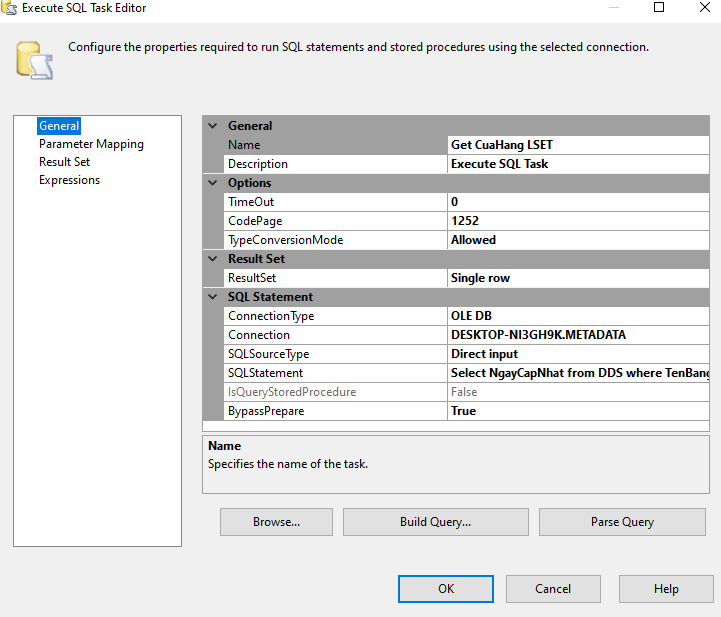 Execute SQL Task Editor
Configure the properties required to run SQL statements and stored procedures using the selected connection.
General
Parameter Mapping
Result Set
Expressions
General
Name Get CuaHang LSET
Description Execute SQL Task
Options
TimeOut 0
CodePage 1252
TypeConversionMode Allowed
Result Set
ResultSet Single row
SQL Statement
ConnectionType OLE DB
Connection DESKTOP-NI3GH9K.METADATA
SQLSourceType Direct input
SQLStatement Select NgayCapNhat from DDS where TenBang
IsQueryStoredProcedure False
BypassPrepare True
Name
Specifies the name of the task.
Browse... Build Query... Parse Query
OK Cancel Help